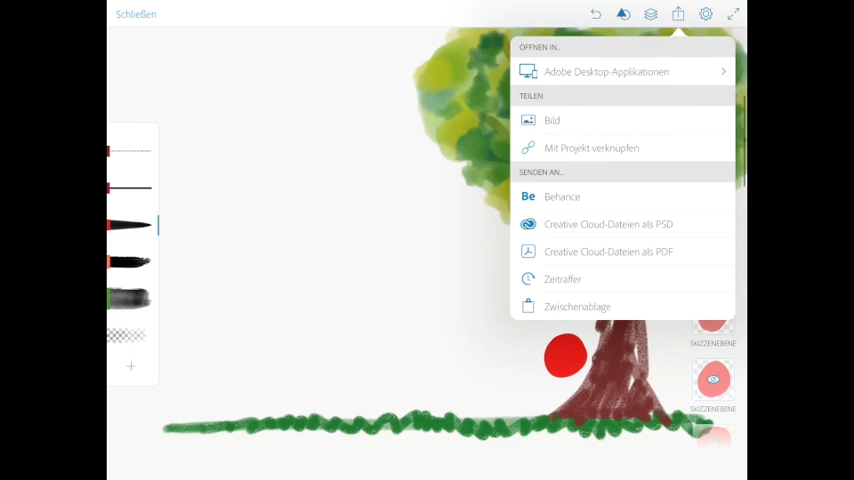 Schließen
ÖFFNEN IN...
Adobe Desktop-Applikationen
TEILEN
Bild
Mit Projekt verknüpfen
SENDEN AN...
Be Behance
Creative Cloud-Dateien als PSD
Creative Cloud-Dateien als PDF
Zeitraffer
Zwischenablage
SKIZZENEBENE
SKIZZENEBENE